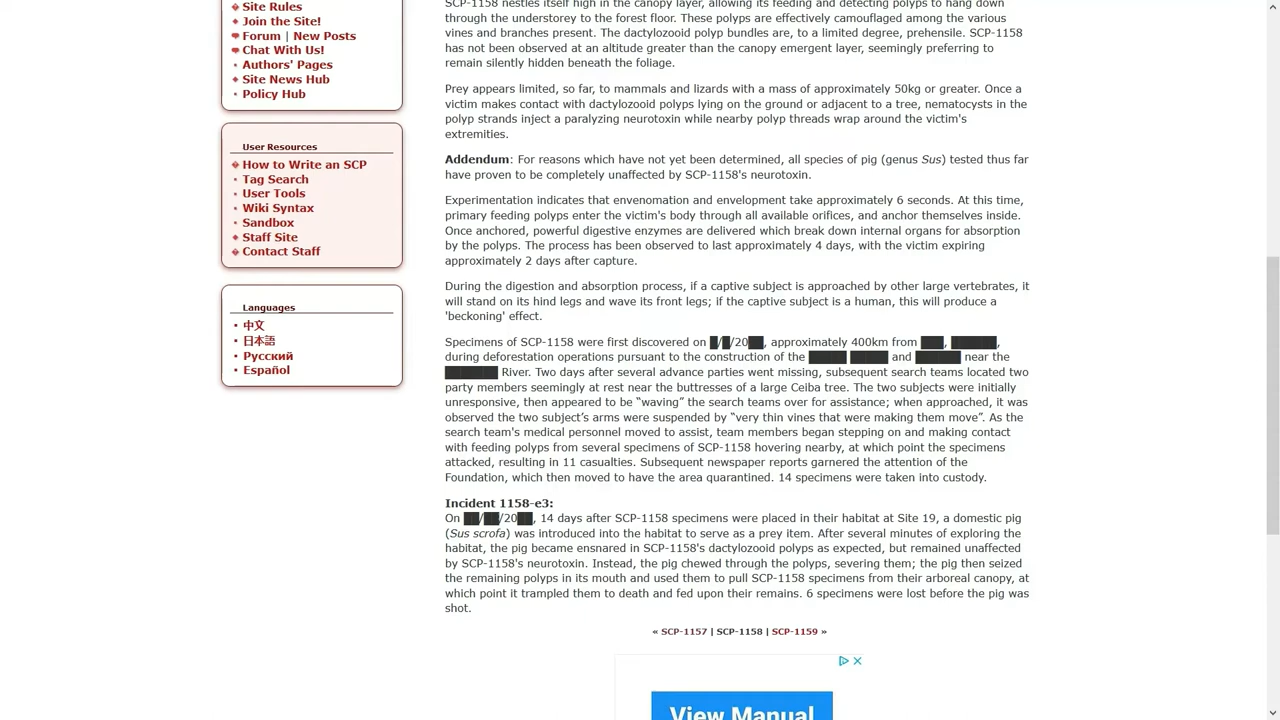 Site Rules
Join the Site!
Forum | New Posts
Chat With Us!
Authors' Pages
Site News Hub
Policy Hub
User Resources
How to Write an SCP
Tag Search
User Tools
Wiki Syntax
Sandbox
Staff Site
Contact Staff
Languages
中文
日本語
Русский
Español
SCP-1158 nestles itself high in the canopy layer, allowing its feeding and detecting polyps to hang down
through the understorey to the forest floor. These polyps are effectively camouflaged among the various
vines and branches present. The dactylozooid polyp bundles are, to a limited degree, prehensile. SCP-1158
has not been observed at an altitude greater than the canopy emergent layer, seemingly preferring to
remain silently hidden beneath the foliage.
Prey appears limited, so far, to mammals and lizards with a mass of approximately 50kg or greater. Once a
victim makes contact with dactylozooid polyps lying on the ground or adjacent to a tree, nematocysts in the
polyp strands inject a paralyzing neurotoxin while nearby polyp threads wrap around the victim's
extremities.
Addendum: For reasons which have not yet been determined, all species of pig (genus Sus) tested thus far
have proven to be completely unaffected by SCP-1158's neurotoxin.
Experimentation indicates that envenomation and envelopment take approximately 6 seconds. At this time,
primary feeding polyps enter the victim's body through all available orifices, and anchor themselves inside.
Once anchored, powerful digestive enzymes are delivered which break down internal organs for absorption
by the polyps. The process has been observed to last approximately 4 days, with the victim expiring
approximately 2 days after capture.
During the digestion and absorption process, if a captive subject is approached by other large vertebrates, it
will stand on its hind legs and wave its front legs; if the captive subject is a human, this will produce a
'beckoning' effect.
Specimens of SCP-1158 were first discovered on █/█/20██, approximately 400km from ███, ██████,
during deforestation operations pursuant to the construction of the █████ █████ and ██████ near the
███████ River. Two days after several advance parties went missing, subsequent search teams located two
party members seemingly at rest near the buttresses of a large Ceiba tree. The two subjects were initially
unresponsive, then appeared to be “waving” the search teams over for assistance; when approached, it was
observed the two subject’s arms were suspended by “very thin vines that were making them move”. As the
search team's medical personnel moved to assist, team members began stepping on and making contact
with feeding polyps from several specimens of SCP-1158 hovering nearby, at which point the specimens
attacked, resulting in 11 casualties. Subsequent newspaper reports garnered the attention of the
Foundation, which then moved to have the area quarantined. 14 specimens were taken into custody.
Incident 1158-e3:
On ██/██/20██, 14 days after SCP-1158 specimens were placed in their habitat at Site 19, a domestic pig
(Sus scrofa) was introduced into the habitat to serve as a prey item. After several minutes of exploring the
habitat, the pig became ensnared in SCP-1158's dactylozooid polyps as expected, but remained unaffected
by SCP-1158's neurotoxin. Instead, the pig chewed through the polyps, severing them; the pig then seized
the remaining polyps in its mouth and used them to pull SCP-1158 specimens from their arboreal canopy, at
which point it trampled them to death and fed upon their remains. 6 specimens were lost before the pig was
shot.
« SCP-1157 | SCP-1158 | SCP-1159 »
View Manual